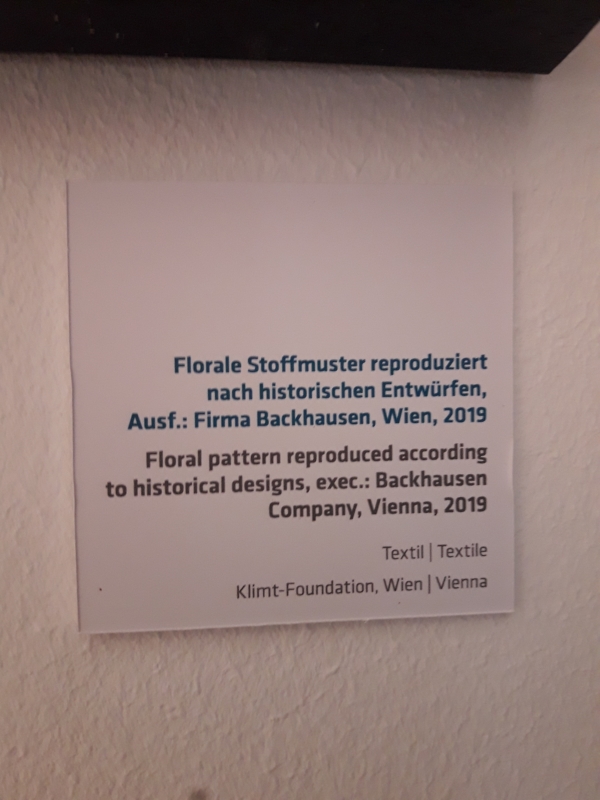 Florale Stoffmuster reproduziert
nach historischen Entwürfen,
Ausf.: Firma Backhausen, Wien, 2019
Floral pattern reproduced according
to historical designs, exec.: Backhausen
Company, Vienna, 2019
Textil | Textile
Klimt-Foundation, Wien | Vienna